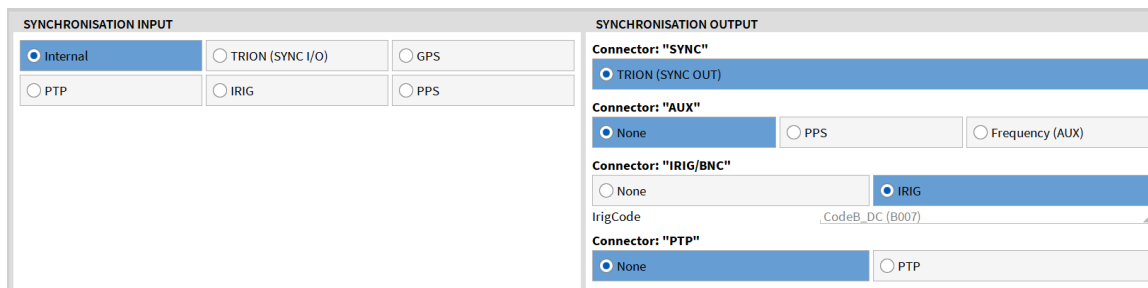 SYNCHRONISATION INPUT
Internal
TRION (SYNC I/O)
GPS
PTP
IRIG
PPS
SYNCHRONISATION OUTPUT
Connector: "SYNC"
TRION (SYNC OUT)
Connector: "AUX"
None
PPS
Frequency (AUX)
Connector: "IRIG/BNC"
None
IRIG
IrigCode
CodeB_DC (B007)
Connector: "PTP"
None
PTP